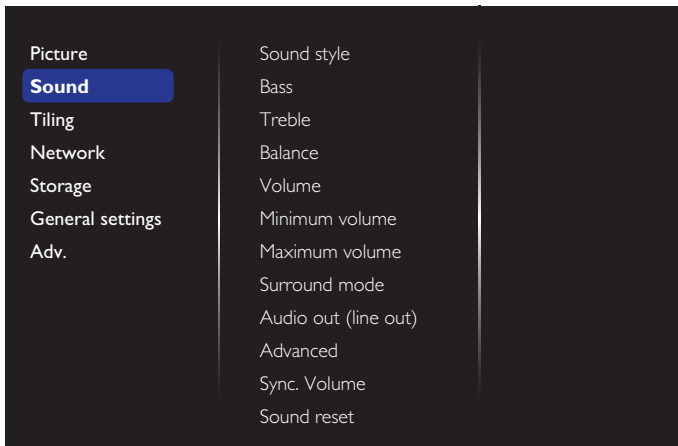 Picture
Sound
Tiling
Network
Storage
General settings
Adv.
Sound style
Bass
Treble
Balance
Volume
Minimum volume
Maximum volume
Surround mode
Audio out (line out)
Advanced
Sync. Volume
Sound reset